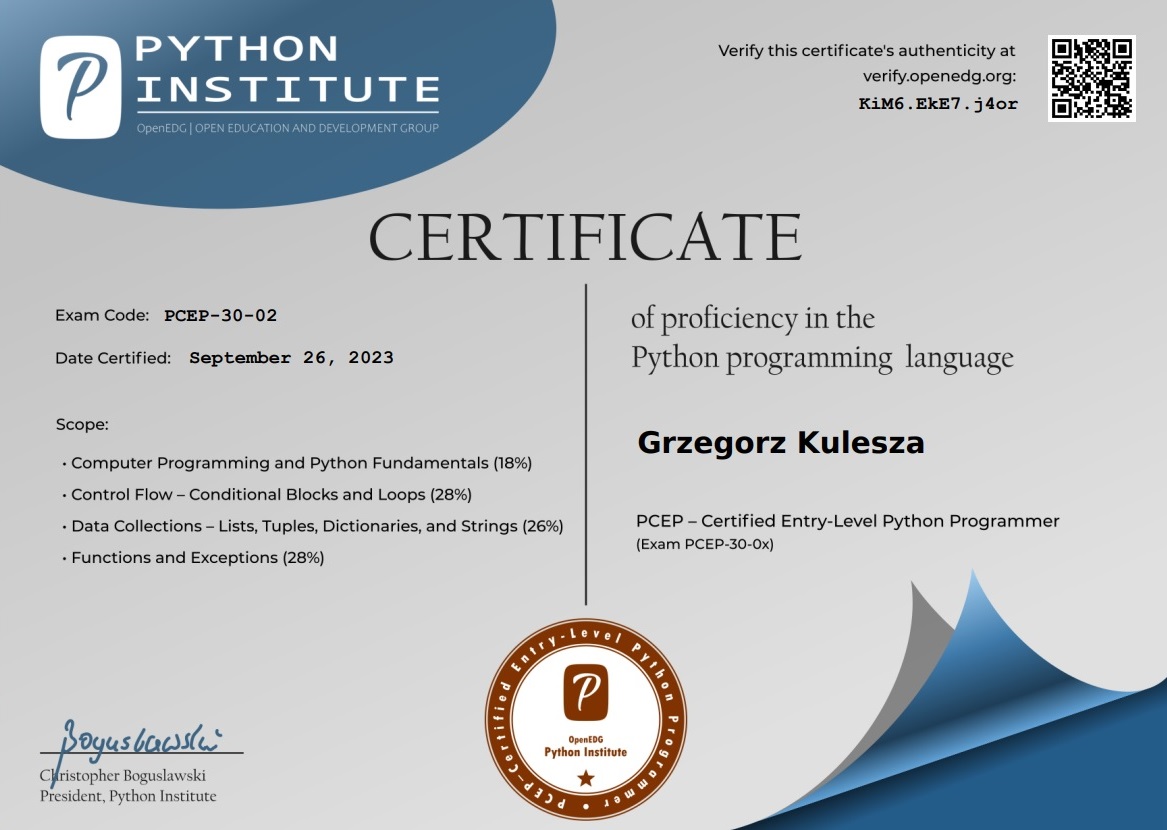 PYTHON
INSTITUTE
OpenEDG | OPEN EDUCATION AND DEVELOPMENT GROUP
Verify this certificate's authenticity at
verify.openedg.org:
KiM6.EkE7.j4or
CERTIFICATE
Exam Code: PCEP-30-02
Date Certified: September 26, 2023
Scope:
• Computer Programming and Python Fundamentals (18%)
• Control Flow – Conditional Blocks and Loops (28%)
• Data Collections – Lists, Tuples, Dictionaries, and Strings (26%)
• Functions and Exceptions (28%)
of proficiency in the
Python programming language
Grzegorz Kulesza
PCEP – Certified Entry-Level Python Programmer
(Exam PCEP-30-0x)
PCEP-Certified Entry-Level Python Programmer •
P
OpenEDG
Python Institute
Boguslawski
Christopher Boguslawski
President, Python Institute